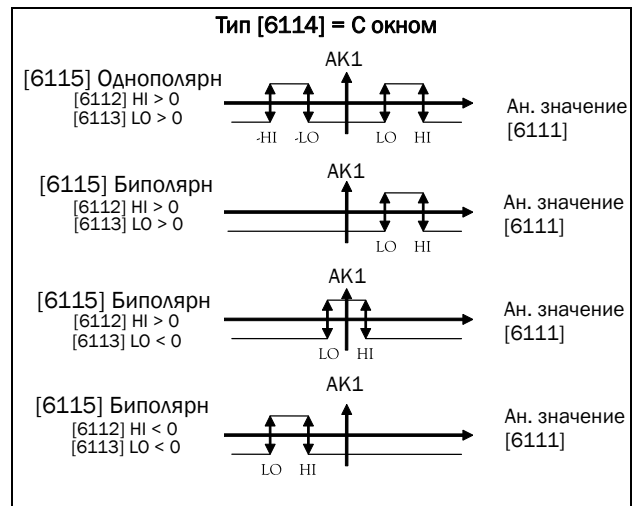 Тип [6114] = С окном
AK1
[6115] Однополярн
[6112] HI > 0
[6113] LO > 0
-HI -LO LO HI
Ан. значение
[6111]
AK1
[6115] Биполярн
[6112] HI > 0
[6113] LO > 0
LO HI
Ан. значение
[6111]
AK1
[6115] Биполярн
[6112] HI > 0
[6113] LO < 0
LO HI
Ан. значение
[6111]
AK1
[6115] Биполярн
[6112] HI < 0
[6113] LO < 0
LO HI
Ан. значение
[6111]